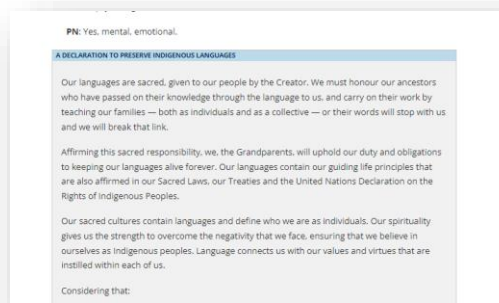 PN: Yes, mental, emotional.
A DECLARATION TO PRESERVE INDIGENOUS LANGUAGES
Our languages are sacred, given to our people by the Creator. We must honour our ancestors
who have passed on their knowledge through the language to us, and carry on their work by
teaching our families — both as individuals and as a collective — or their words will stop with us
and we will break that link.
Affirming this sacred responsibility, we, the Grandparents, will uphold our duty and obligations
to keeping our languages alive forever. Our languages contain our guiding life principles that
are also affirmed in our Sacred Laws, our Treaties and the United Nations Declaration on the
Rights of Indigenous Peoples.
Our sacred cultures contain languages and define who we are as individuals. Our spirituality
gives us the strength to overcome the negativity that we face, ensuring that we believe in
ourselves as Indigenous peoples. Language connects us with our values and virtues that are
instilled within each of us.
Considering that: